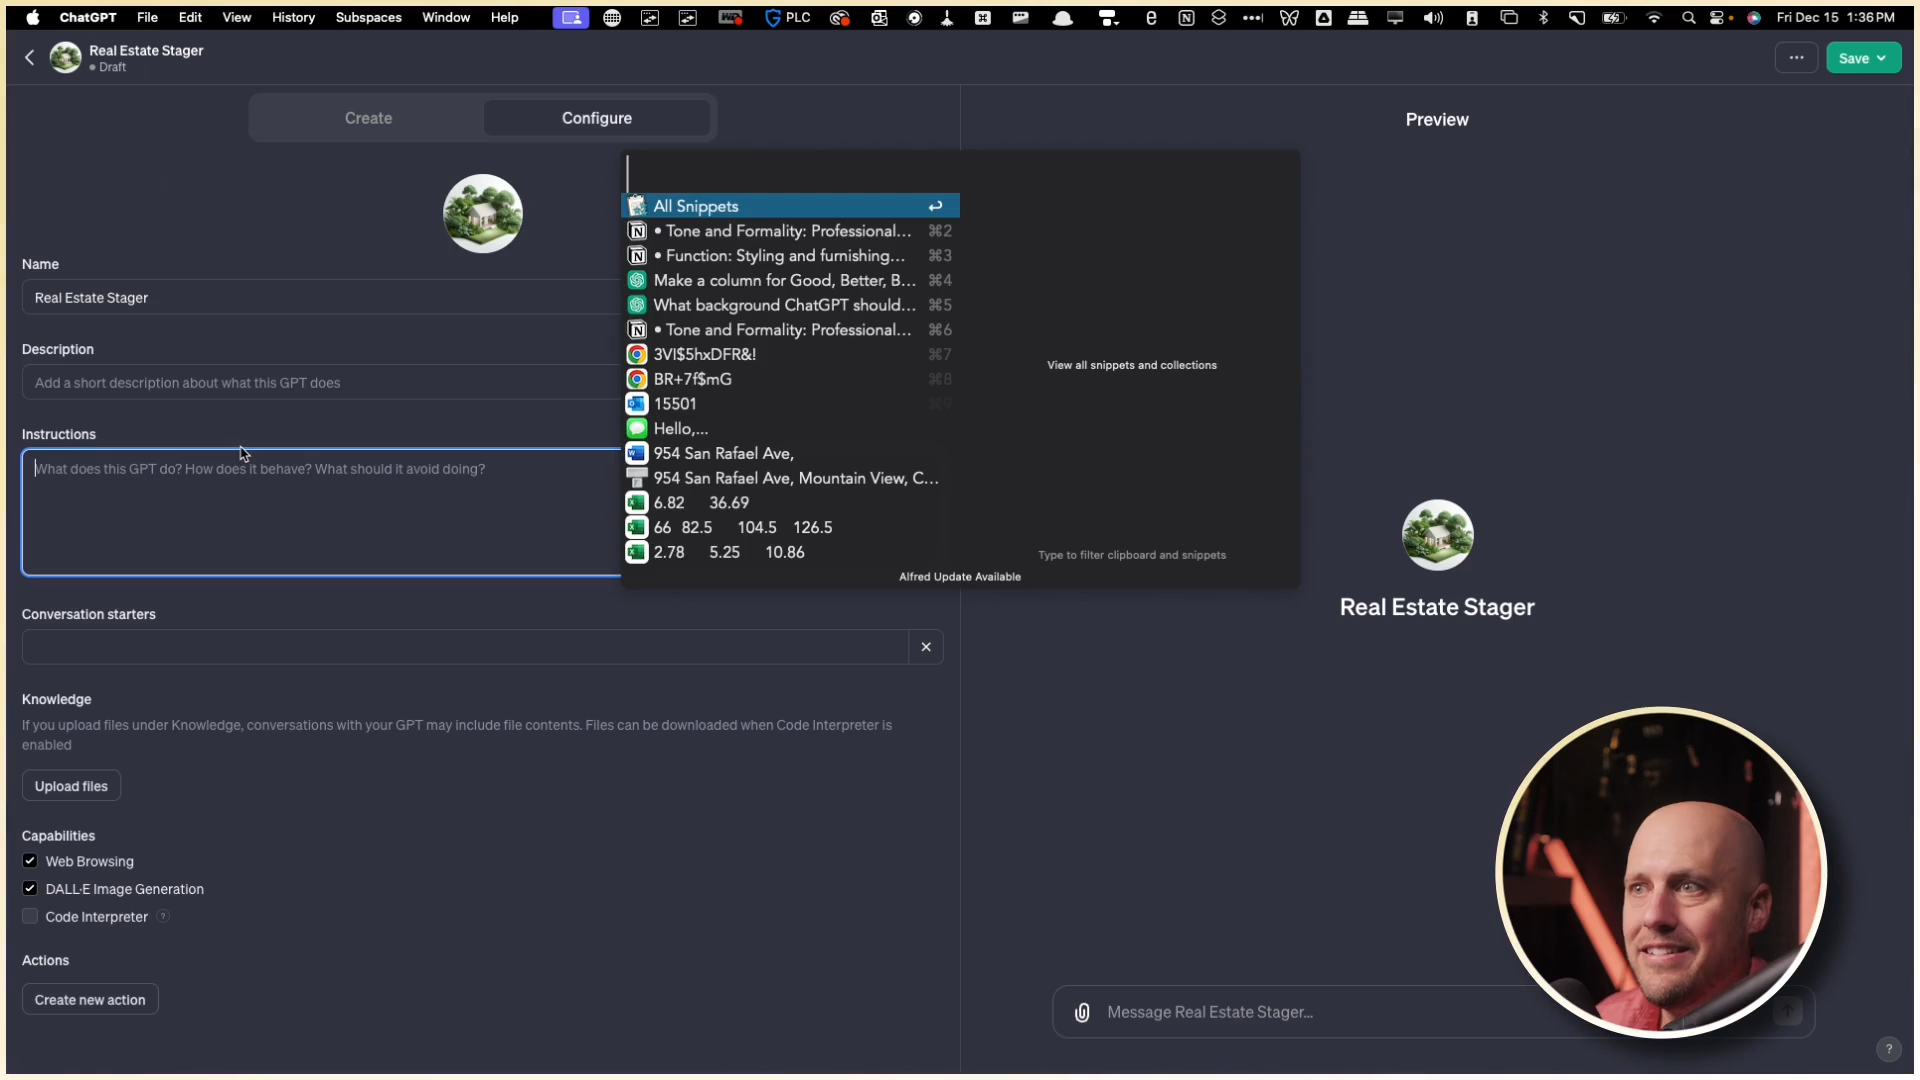 ChatGPT File Edit View History Subspaces Window Help PLC Fri Dec 15 1:36 PM
Real Estate Stager
Draft
Save
Create
Configure
Preview
All Snippets
• Tone and Formality: Professional... ⌘2
• Function: Styling and furnishing... ⌘3
Make a column for Good, Better, B... ⌘4
What background ChatGPT should... ⌘5
• Tone and Formality: Professional... ⌘6
3VI$5hxDFR&! ⌘7
BR+7f$mG ⌘8
15501 ⌘9
Hello,...
954 San Rafael Ave,
954 San Rafael Ave, Mountain View, C...
6.82 36.69
66 82.5 104.5 126.5
2.78 5.25 10.86
View all snippets and collections
Type to filter clipboard and snippets
Alfred Update Available
Name
Real Estate Stager
Description
Add a short description about what this GPT does
Instructions
What does this GPT do? How does it behave? What should it avoid doing?
Conversation starters
Knowledge
If you upload files under Knowledge, conversations with your GPT may include file contents. Files can be downloaded when Code Interpreter is
enabled
Upload files
Capabilities
Web Browsing
DALL·E Image Generation
Code Interpreter ?
Actions
Create new action
Real Estate Stager
Message Real Estate Stager...
?